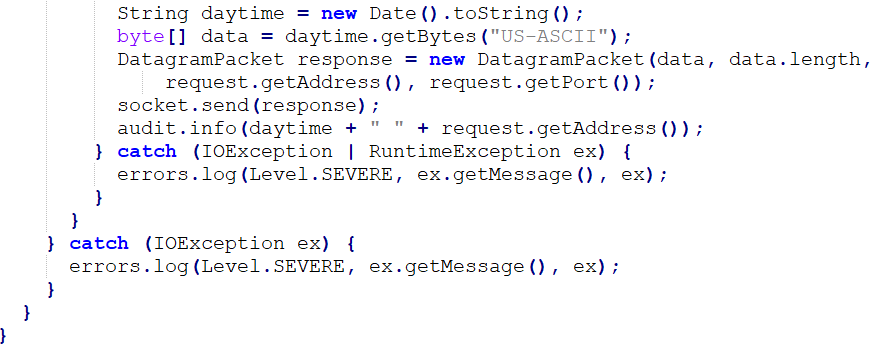 String daytime = new Date().toString();
byte[] data = daytime.getBytes("US-ASCII");
DatagramPacket response = new DatagramPacket(data, data.length,
request.getAddress(), request.getPort());
socket.send(response);
audit.info(daytime + " " + request.getAddress());
} catch (IOException | RuntimeException ex) {
errors.log(Level.SEVERE, ex.getMessage(), ex);
}
}
} catch (IOException ex) {
errors.log(Level.SEVERE, ex.getMessage(), ex);
}
}
}